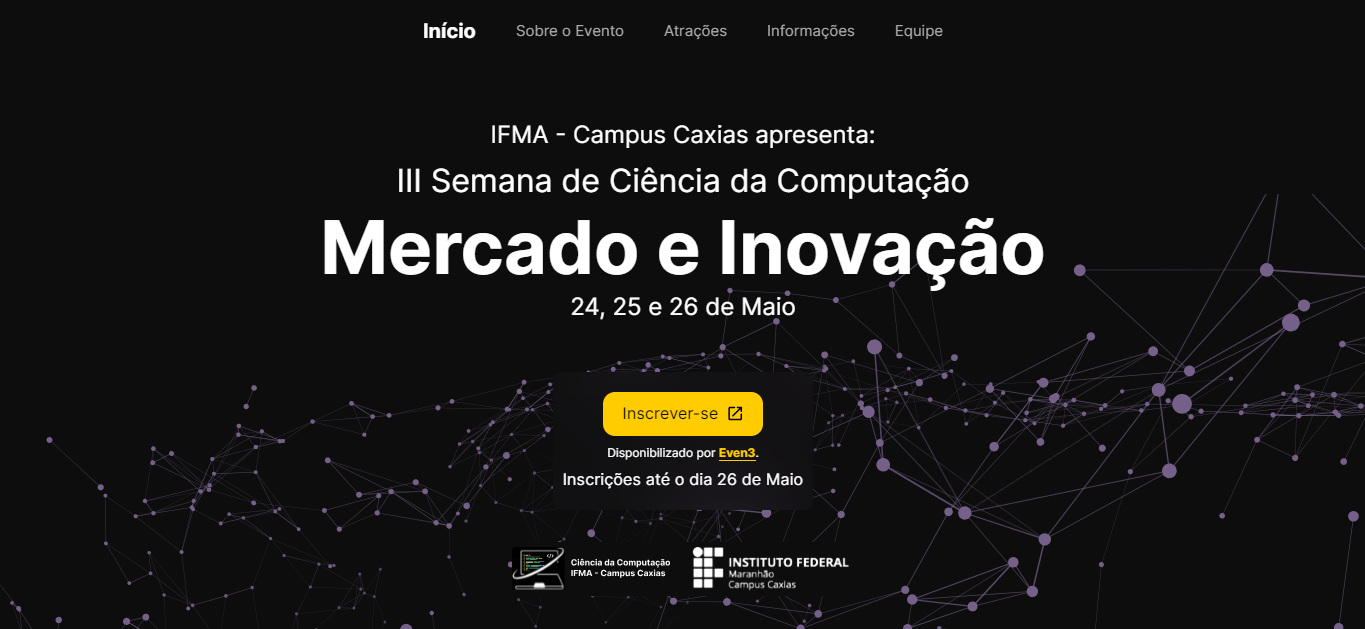 Início Sobre o Evento Atrações Informações Equipe
IFMA - Campus Caxias apresenta:
III Semana de Ciência da Computação
Mercado e Inovação
24, 25 e 26 de Maio
Inscrever-se
Disponibilizado por Even3.
Inscrições até o dia 26 de Maio
Ciência da Computação
IFMA - Campus Caxias
INSTITUTO FEDERAL
Maranhão
Campus Caxias